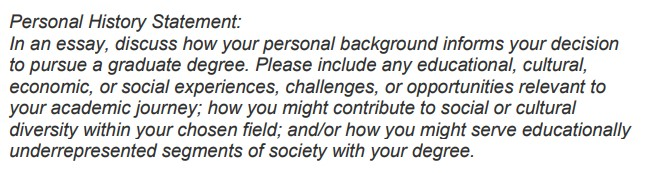 Personal History Statement:
In an essay, discuss how your personal background informs your decision
to pursue a graduate degree. Please include any educational, cultural,
economic, or social experiences, challenges, or opportunities relevant to
your academic journey; how you might contribute to social or cultural
diversity within your chosen field; and/or how you might serve educationally
underrepresented segments of society with your degree.